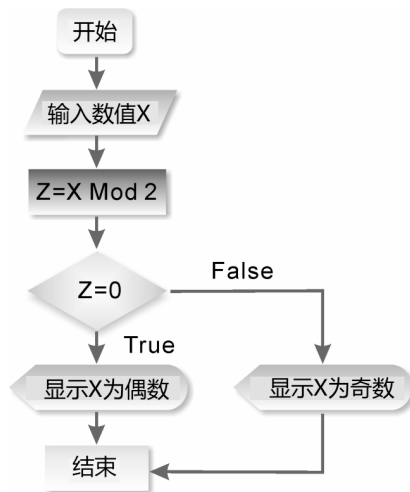 开始
输入数值X
Z=X Mod 2
Z=0
False
True
显示X为偶数
显示X为奇数
结束